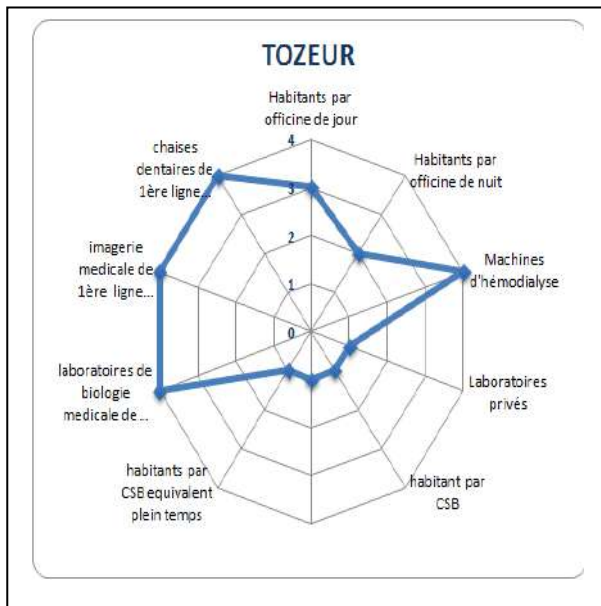 TOZEUR
Habitants par
officine de jour
Habitants par
officine de nuit
Machines
d'hémodialyse
Laboratoires
privés
habitant par
CSB
habitants par
CSB equivalent
plein temps
laboratoires de
biologie
medicale de...
imagerie
medicale de
1ère ligne...
chaises
dentaires de
1ère ligne...
4
3
2
1
0